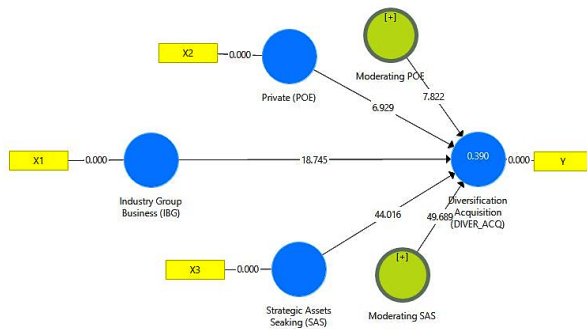 [+]
X2
0.000
Moderating POE
Private (POE)
7.822
6.929
X1
0.000
18.745
0.390
0.000
Y
Industry Group
Business (IBG)
Diversification
Acquisition
(DIVER_ACQ)
44.016
49.689
[+]
X3
0.000
Strategic Assets
Seaking (SAS)
Moderating SAS